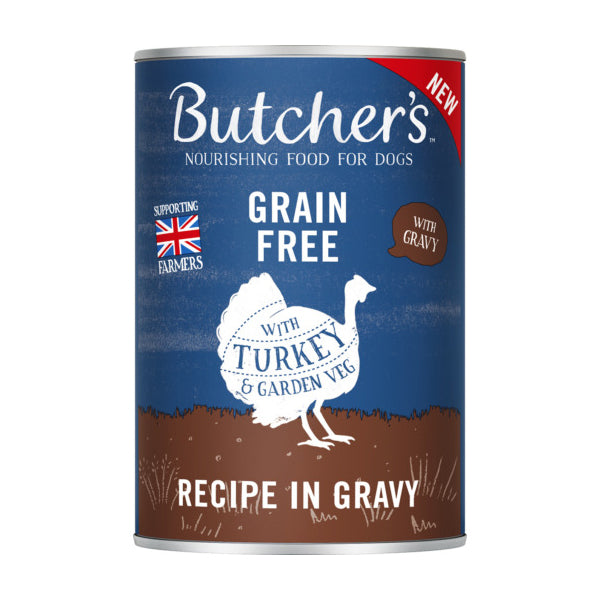 NEW
Butcher's™
NOURISHING FOOD FOR DOGS
GRAIN
FREE
SUPPORTING
FARMERS
WITH
GRAVY
WITH
TURKEY
& GARDEN VEG
RECIPE IN GRAVY